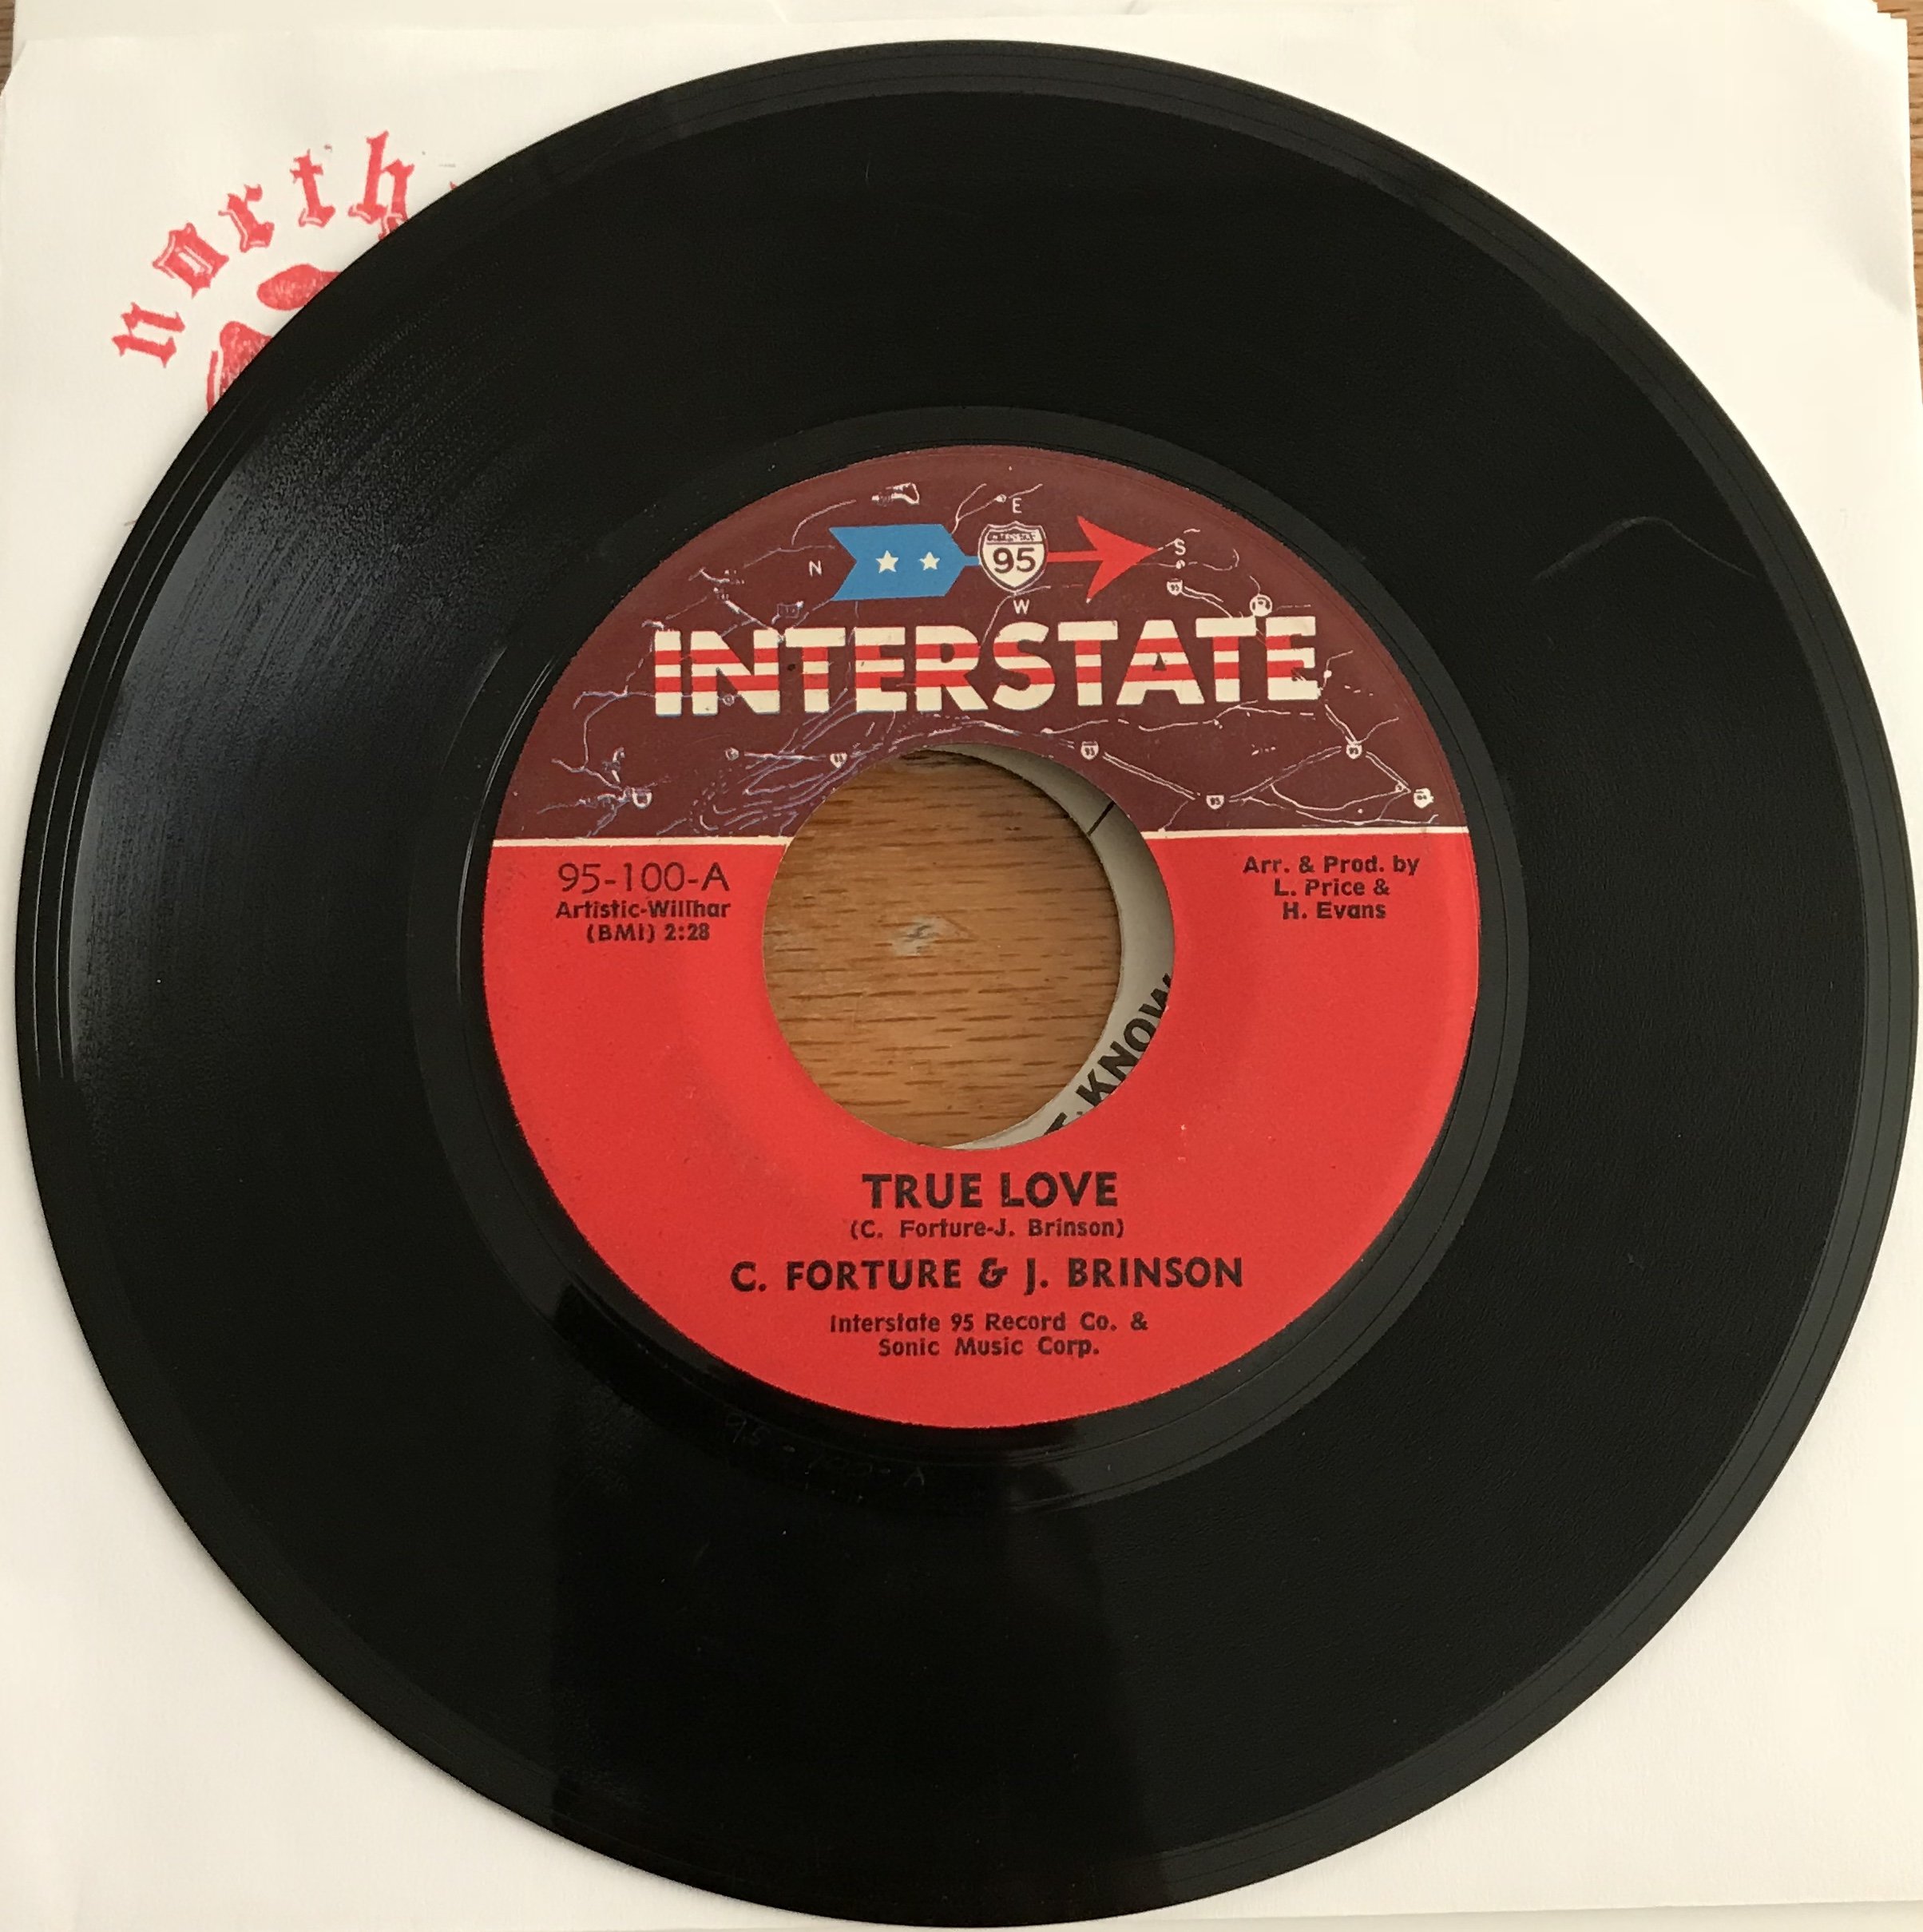 north
E
95
N
S
W
INTERSTATE
95-100-A
Artistic-Willhar
(BMI) 2:28
Arr. & Prod. by
L. Price &
H. Evans
KNOW
TRUE LOVE
(C. Forture-J. Brinson)
C. FORTURE & J. BRINSON
Interstate 95 Record Co. &
Sonic Music Corp.